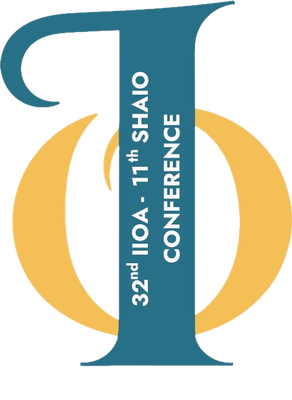 32nd IIOA - 11th SHAIO
CONFERENCE